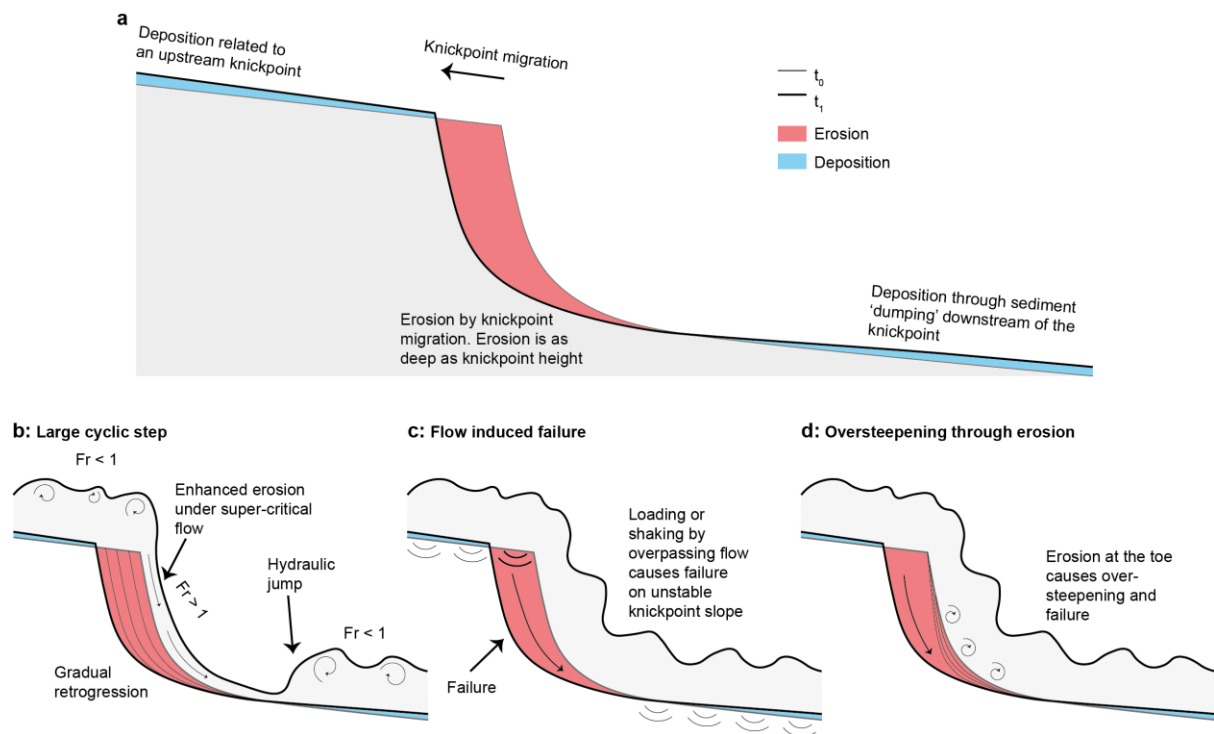 a
Deposition related to
an upstream knickpoint
Knickpoint migration
t₀
t₁
Erosion
Deposition
Erosion by knickpoint
migration. Erosion is as
deep as knickpoint height
Deposition through sediment
‘dumping’ downstream of the
knickpoint
b: Large cyclic step
Fr < 1
Enhanced erosion
under super-critical
flow
Fr > 1
Hydraulic
jump
Fr < 1
Gradual
retrogression
c: Flow induced failure
Loading or
shaking by
overpassing flow
causes failure
on unstable
knickpoint slope
Failure
d: Oversteepening through erosion
Erosion at the toe
causes over-
steepening and
failure